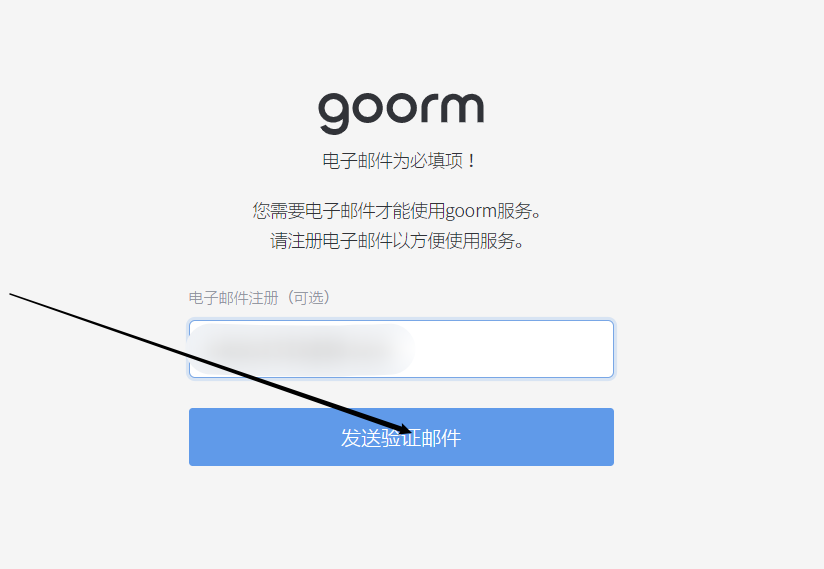 goorm
电子邮件为必填项！
您需要电子邮件才能使用goorm服务。
请注册电子邮件以方便使用服务。
电子邮件注册（可选）
发送验证邮件